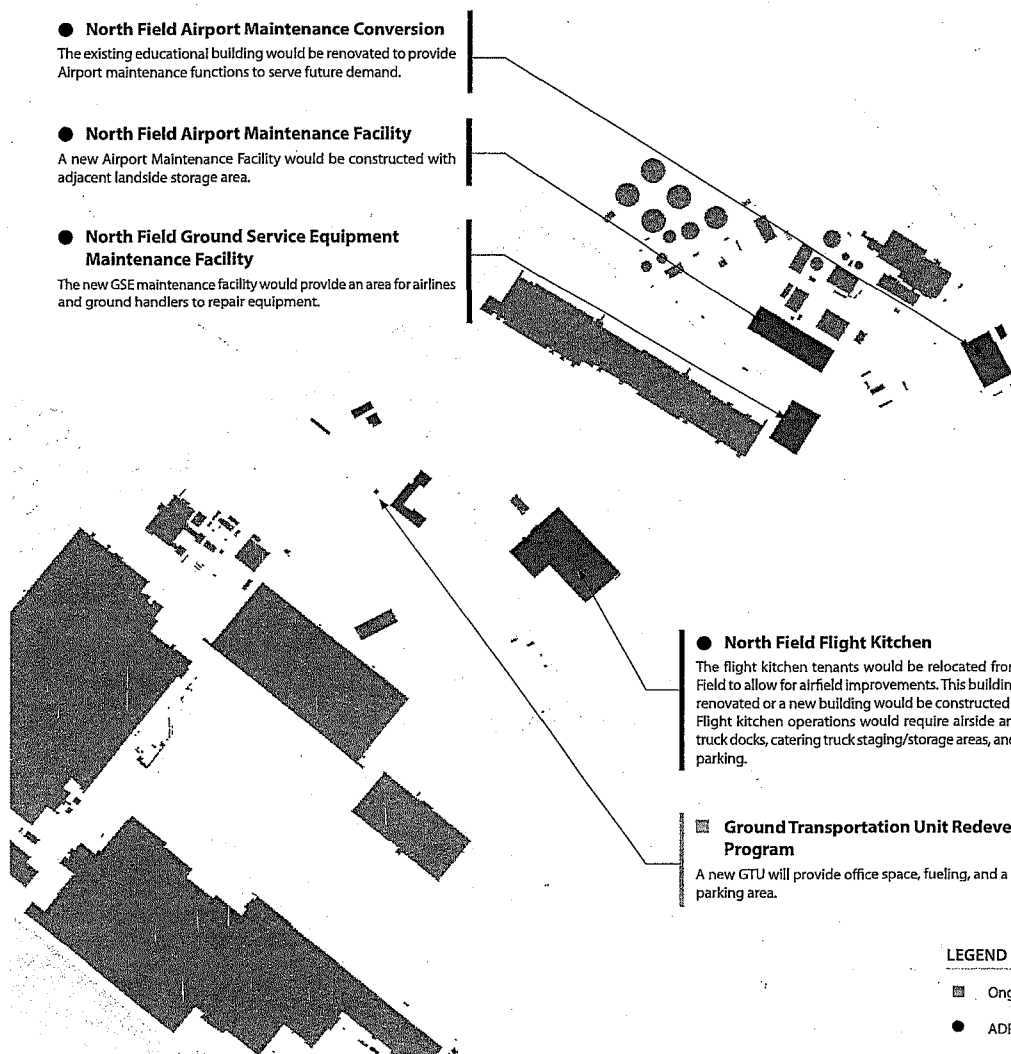 North Field Airport Maintenance Conversion
The existing educational building would be renovated to provide
Airport maintenance functions to serve future demand.
North Field Airport Maintenance Facility
A new Airport Maintenance Facility would be constructed with
adjacent landside storage area.
North Field Ground Service Equipment
Maintenance Facility
The new GSE maintenance facility would provide an area for airlines
and ground handlers to repair equipment.
North Field Flight Kitchen
The flight kitchen tenants would be relocated
Field to allow for airfield improvements. This
renovated or a new building would be constructed
Flight kitchen operations would require airside
truck docks, catering truck staging/storage areas,
parking.
Ground Transportation Unit
Program
A new GTU will provide office space, fueling, and a
parking area.
LEGEND